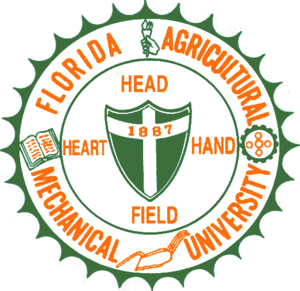 FLORIDA
AGRICULTURAL
MECHANICAL
UNIVERSITY
HEAD
HEART
1887
HAND
FIELD